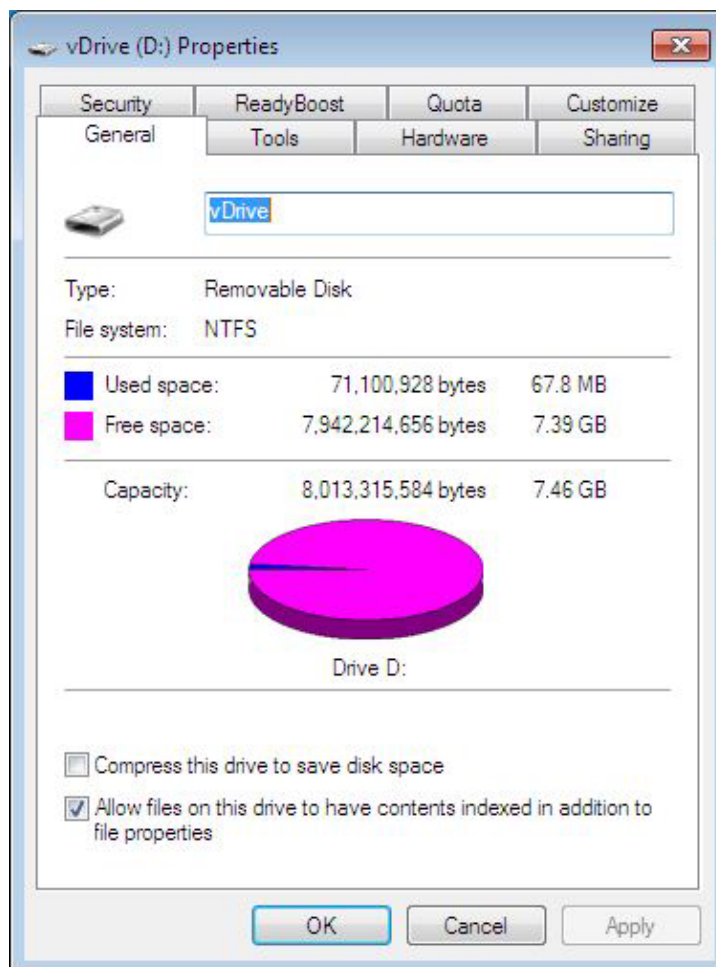 vDrive (D:) Properties
Security ReadyBoost Quota Customize
General Tools Hardware Sharing
vDrive
Type: Removable Disk
File system: NTFS
Used space: 71,100,928 bytes 67.8 MB
Free space: 7,942,214,656 bytes 7.39 GB
Capacity: 8,013,315,584 bytes 7.46 GB
Drive D:
Compress this drive to save disk space
Allow files on this drive to have contents indexed in addition to
file properties
OK Cancel Apply